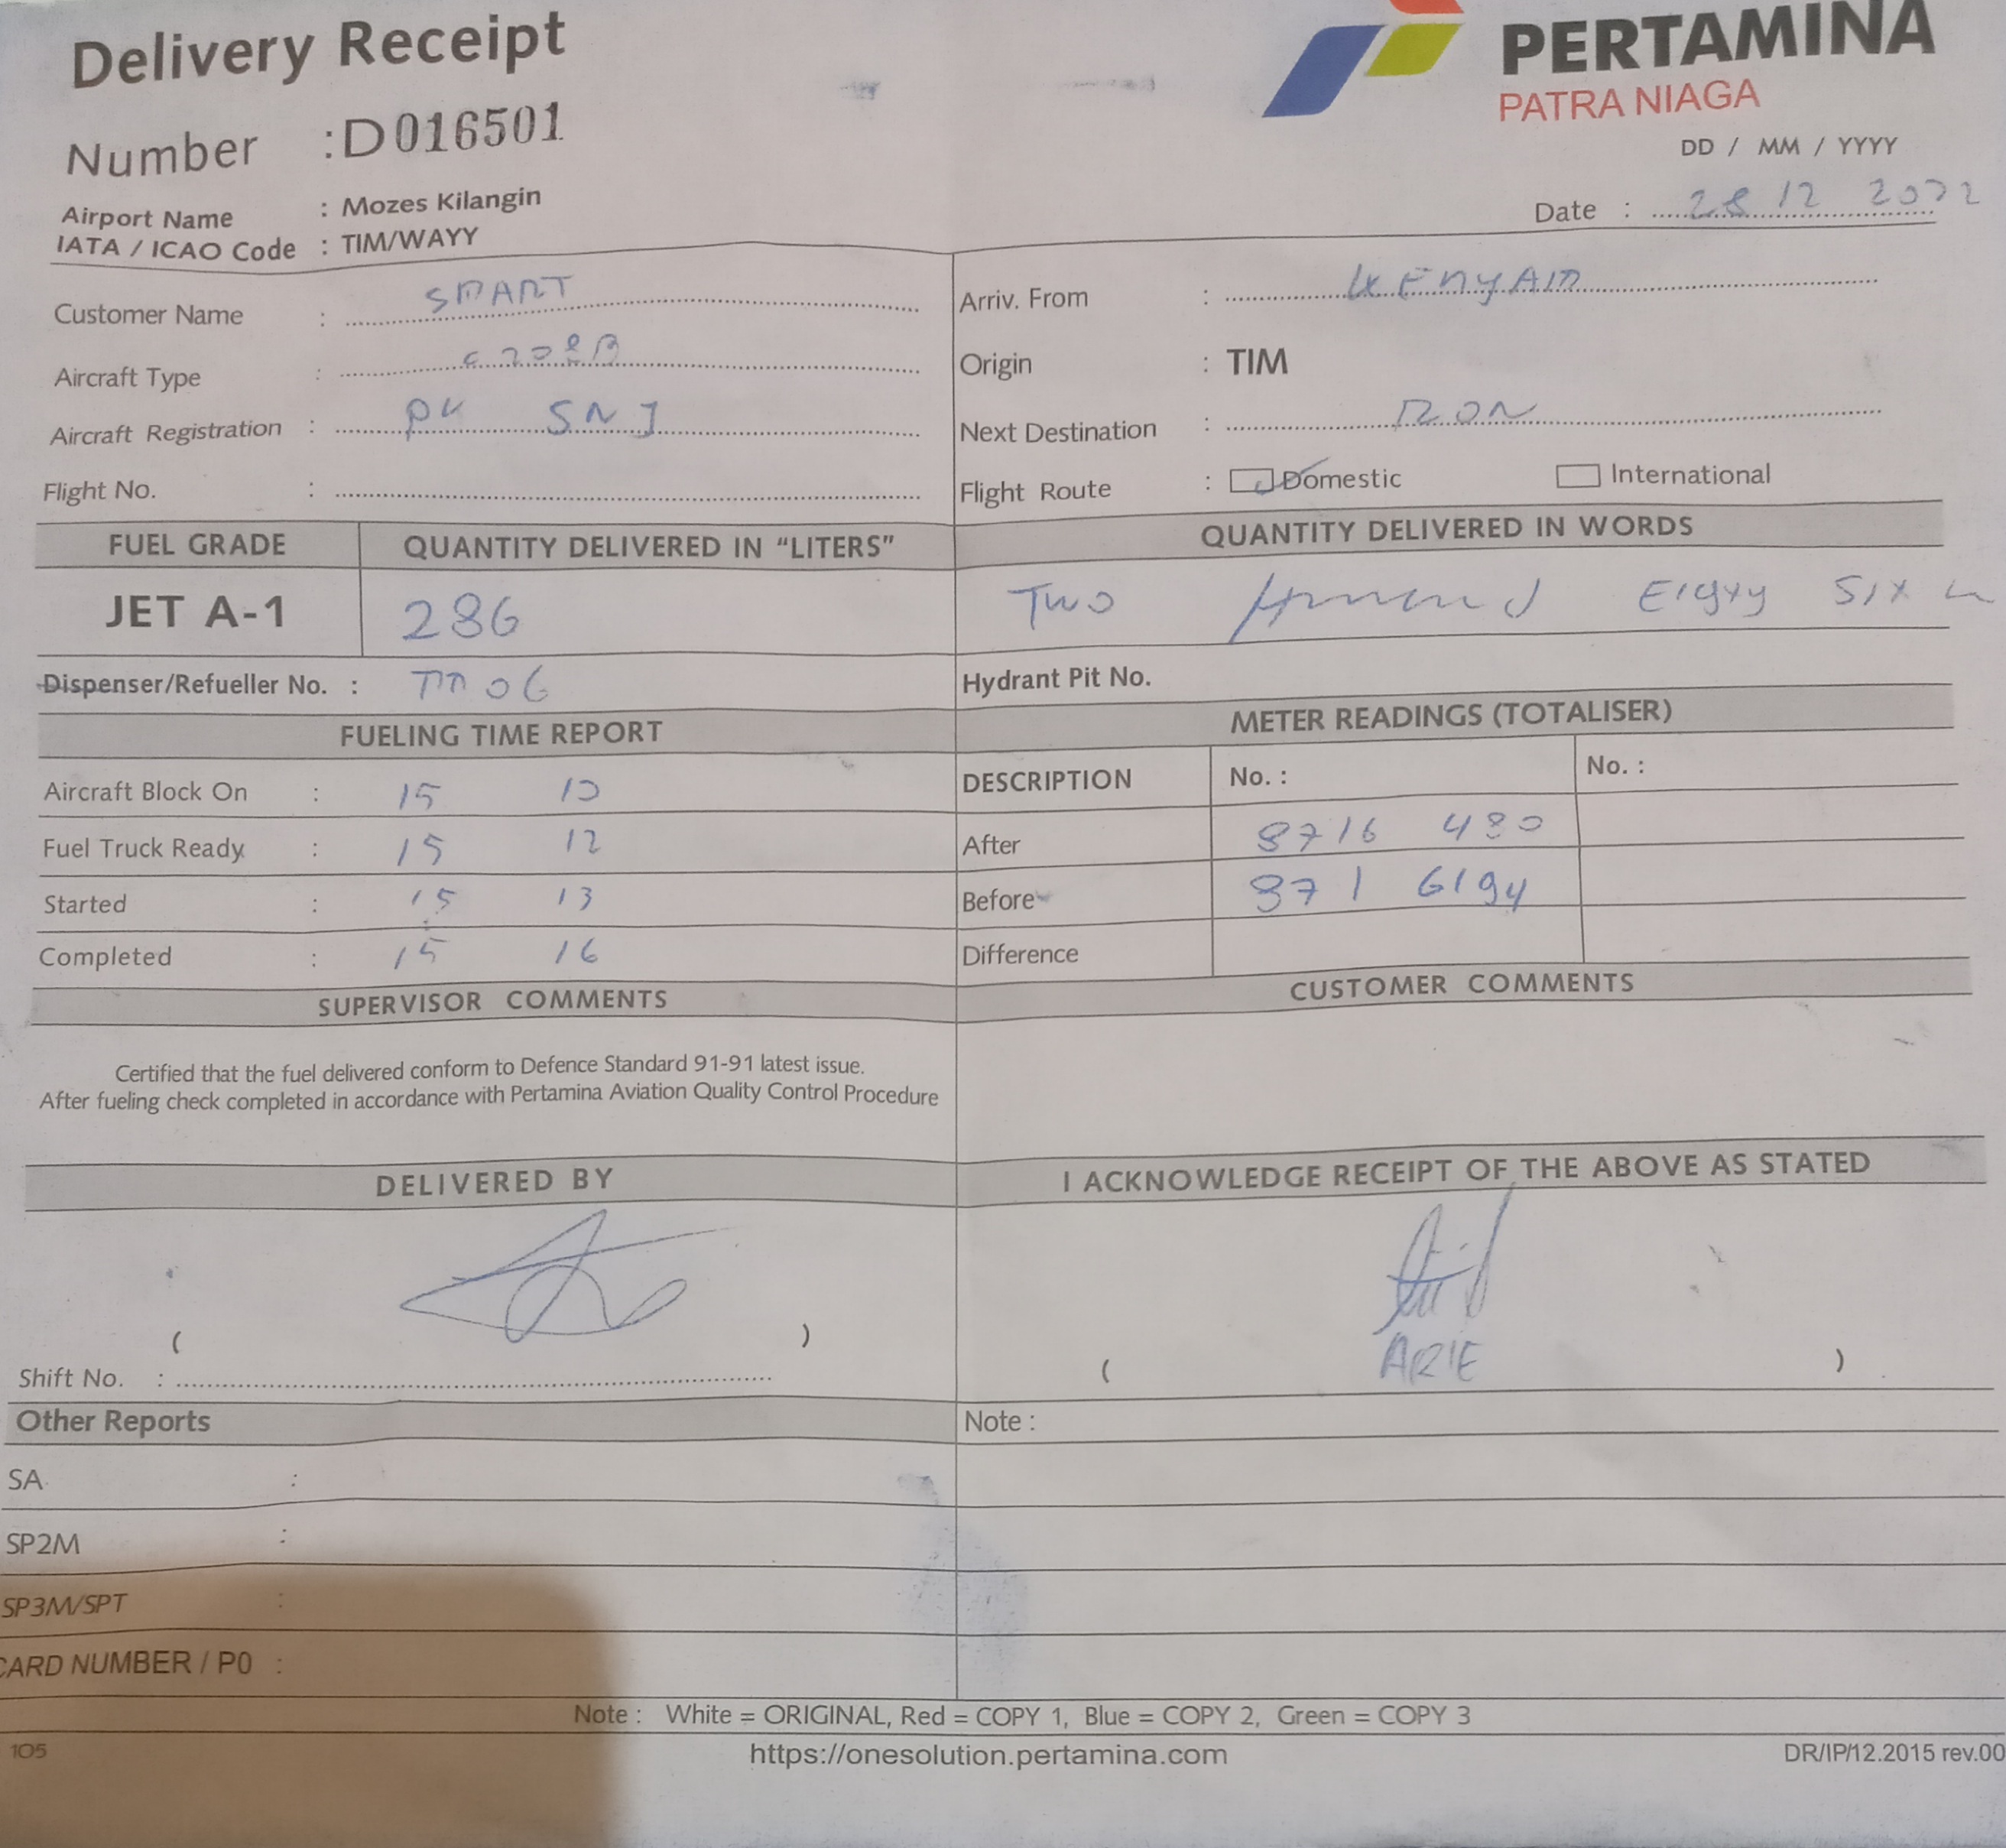 Delivery Receipt
PERTAMINA
PATRA NIAGA
Number : D016501
DD / MM / YYYY
Airport Name : Mozes Kilangin
Date : 28 12 2022
IATA / ICAO Code : TIM/WAYY
Customer Name : SMART
Arriv. From : KENYAM
Aircraft Type : C208B
Origin : TIM
Aircraft Registration : PK SNJ
Next Destination : RON
Flight No. :
Flight Route : Domestic International
FUEL GRADE QUANTITY DELIVERED IN “LITERS” QUANTITY DELIVERED IN WORDS
JET A-1 286 Two Hundred Eighty Six
Dispenser/Refueller No. : 06 Hydrant Pit No.
FUELING TIME REPORT METER READINGS (TOTALISER)
Aircraft Block On : 15 10 DESCRIPTION No. : No. :
Fuel Truck Ready : 15 12 After 8716 480
Started : 15 13 Before 871 6194
Completed : 15 16 Difference
SUPERVISOR COMMENTS CUSTOMER COMMENTS
Certified that the fuel delivered conform to Defence Standard 91-91 latest issue.
After fueling check completed in accordance with Pertamina Aviation Quality Control Procedure
DELIVERED BY I ACKNOWLEDGE RECEIPT OF THE ABOVE AS STATED
( ) ( ARIE )
Shift No. :
Other Reports Note :
SA :
SP2M :
SP3M/SPT :
CARD NUMBER / P0 :
Note : White = ORIGINAL, Red = COPY 1, Blue = COPY 2, Green = COPY 3
105 https://onesolution.pertamina.com DR/IP/12.2015 rev.00